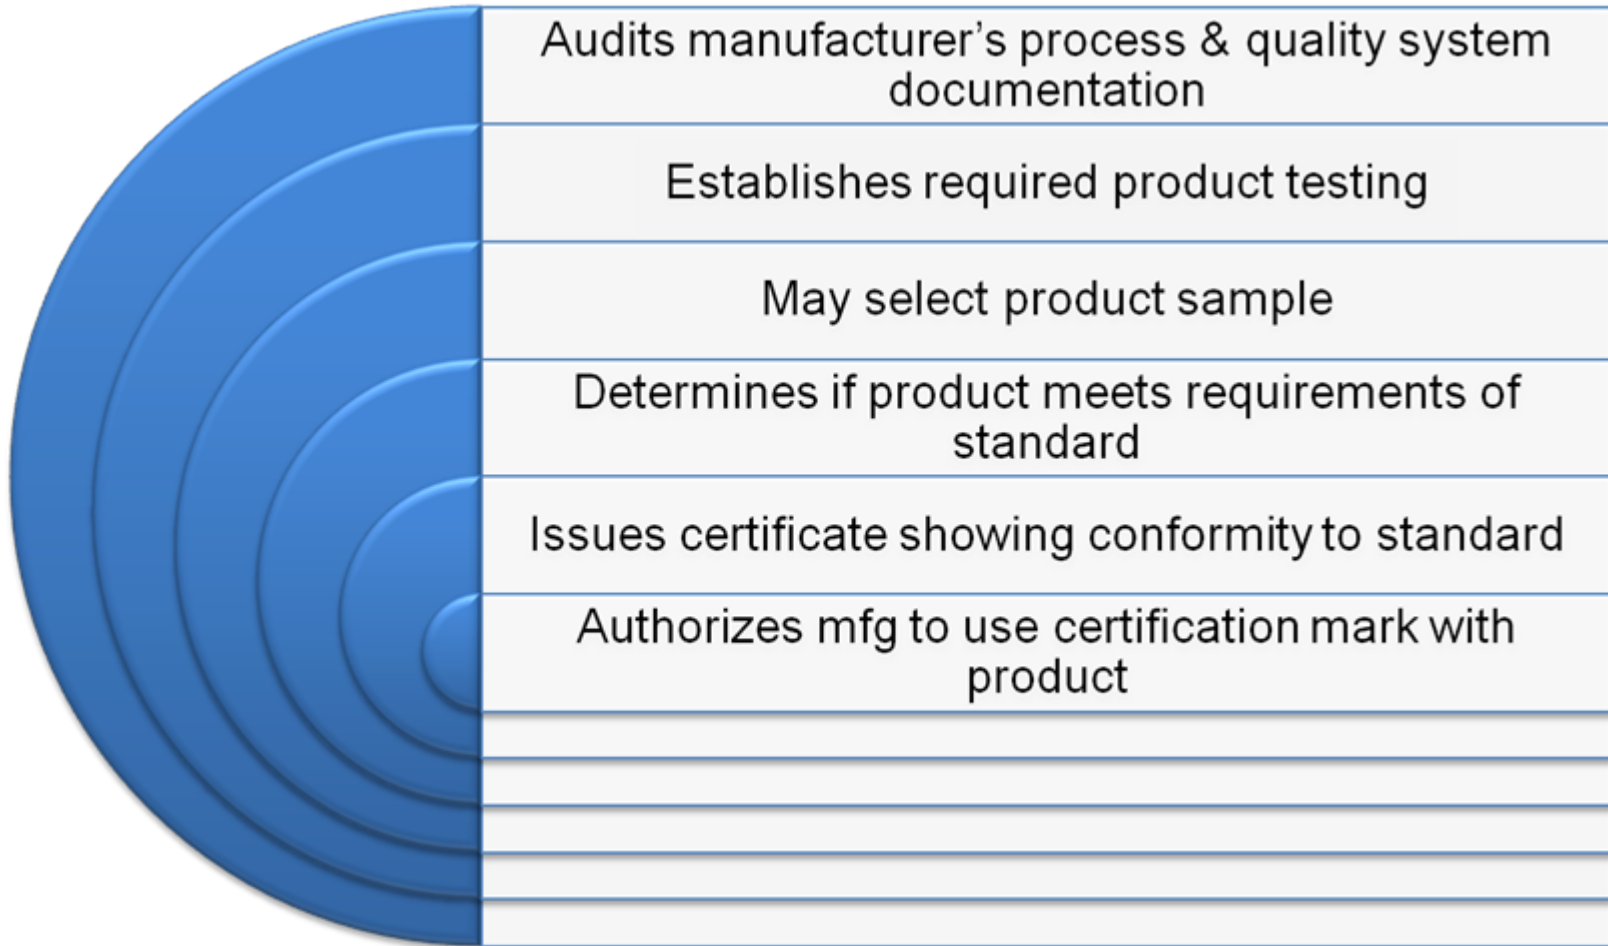 Audits manufacturer’s process & quality system
documentation
Establishes required product testing
May select product sample
Determines if product meets requirements of
standard
Issues certificate showing conformity to standard
Authorizes mfg to use certification mark with
product